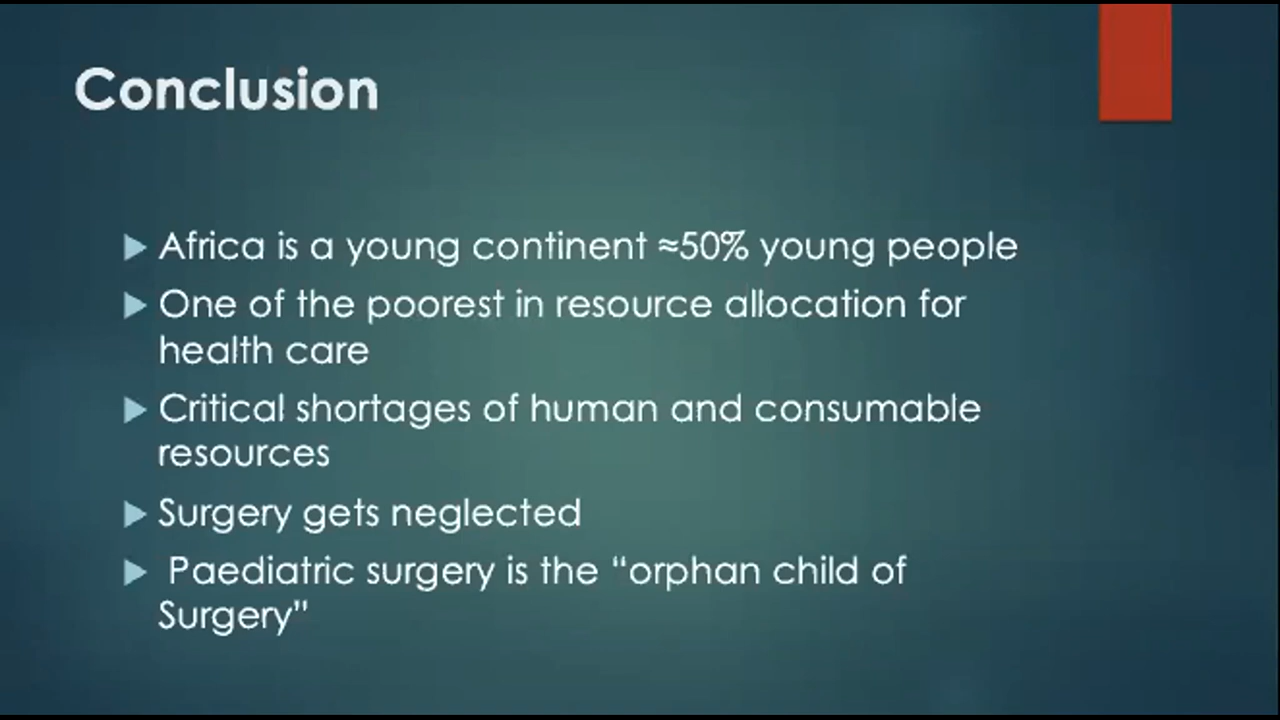 Conclusion
Africa is a young continent ≈50% young people
One of the poorest in resource allocation for
health care
Critical shortages of human and consumable
resources
Surgery gets neglected
Paediatric surgery is the “orphan child of
Surgery”